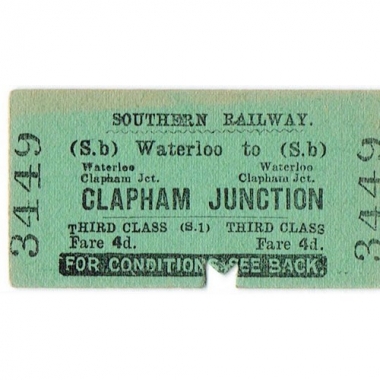 SOUTHERN RAILWAY.
(S.b) Waterloo to (S.b)
Waterloo Waterloo
Clapham Jct. Clapham Jct.
CLAPHAM JUNCTION
THIRD CLASS (S.1) THIRD CLASS
Fare 4d. Fare 4d.
FOR CONDITIONS SEE BACK.
3449
3449